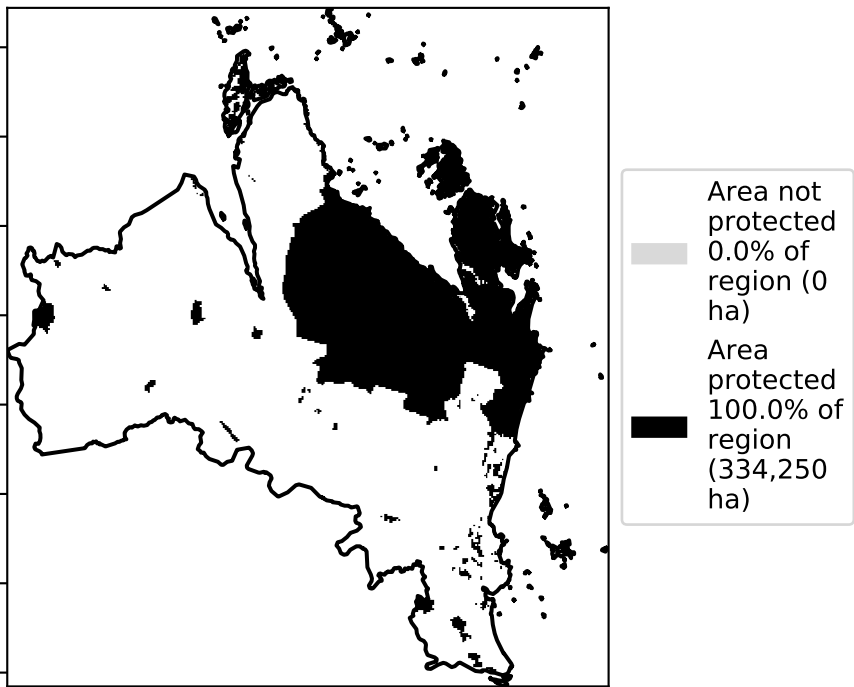 Area not
protected
0.0% of
region (0
ha)
Area
protected
100.0% of
region
(334,250
ha)